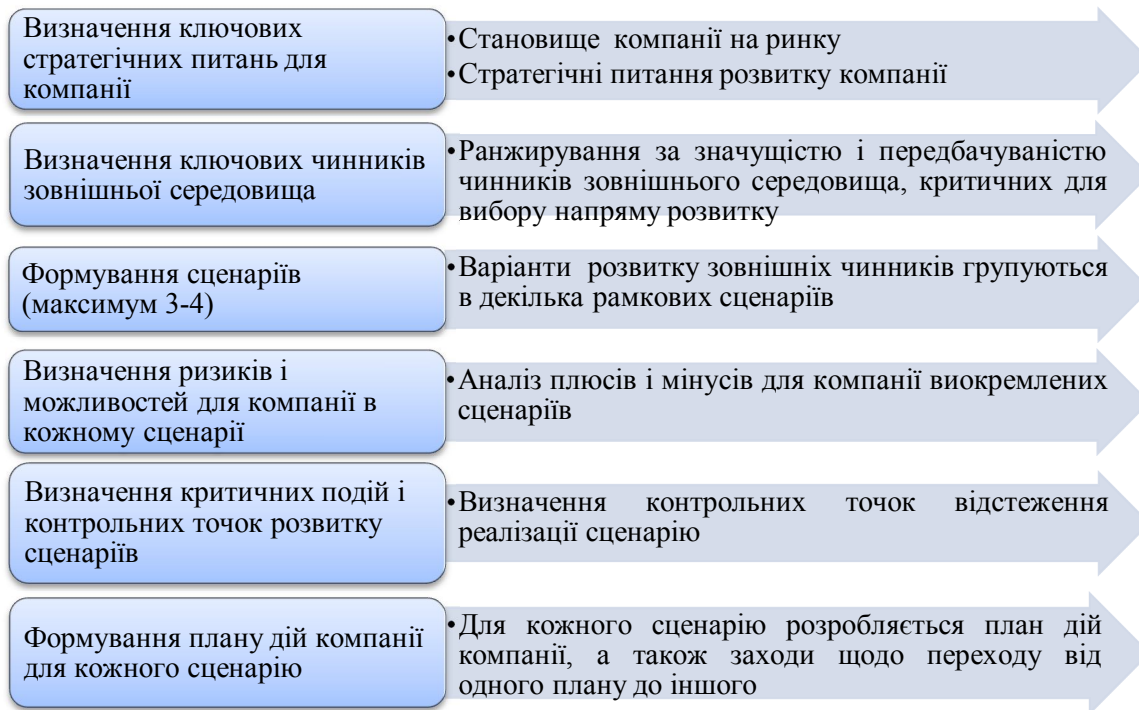 Визначення ключових
стратегічних питань для
компанії
•Становище компанії на ринку
•Стратегічні питання розвитку компанії
Визначення ключових чинників
зовнішньої середовища
•Ранжирування за значущістю і передбачуваністю
чинників зовнішнього середовища, критичних для
вибору напряму розвитку
Формування сценаріїв
(максимум 3-4)
•Варіанти розвитку зовнішніх чинників групуються
в декілька рамкових сценаріїв
Визначення ризиків і
можливостей для компанії в
кожному сценарії
•Аналіз плюсів і мінусів для компанії виокремлених
сценаріїв
Визначення критичних подій і
контрольних точок розвитку
сценаріїв
•Визначення контрольних точок відстеження
реалізації сценарію
Формування плану дій компанії
для кожного сценарію
•Для кожного сценарію розробляється план дій
компанії, а також заходи щодо переходу від
одного плану до іншого